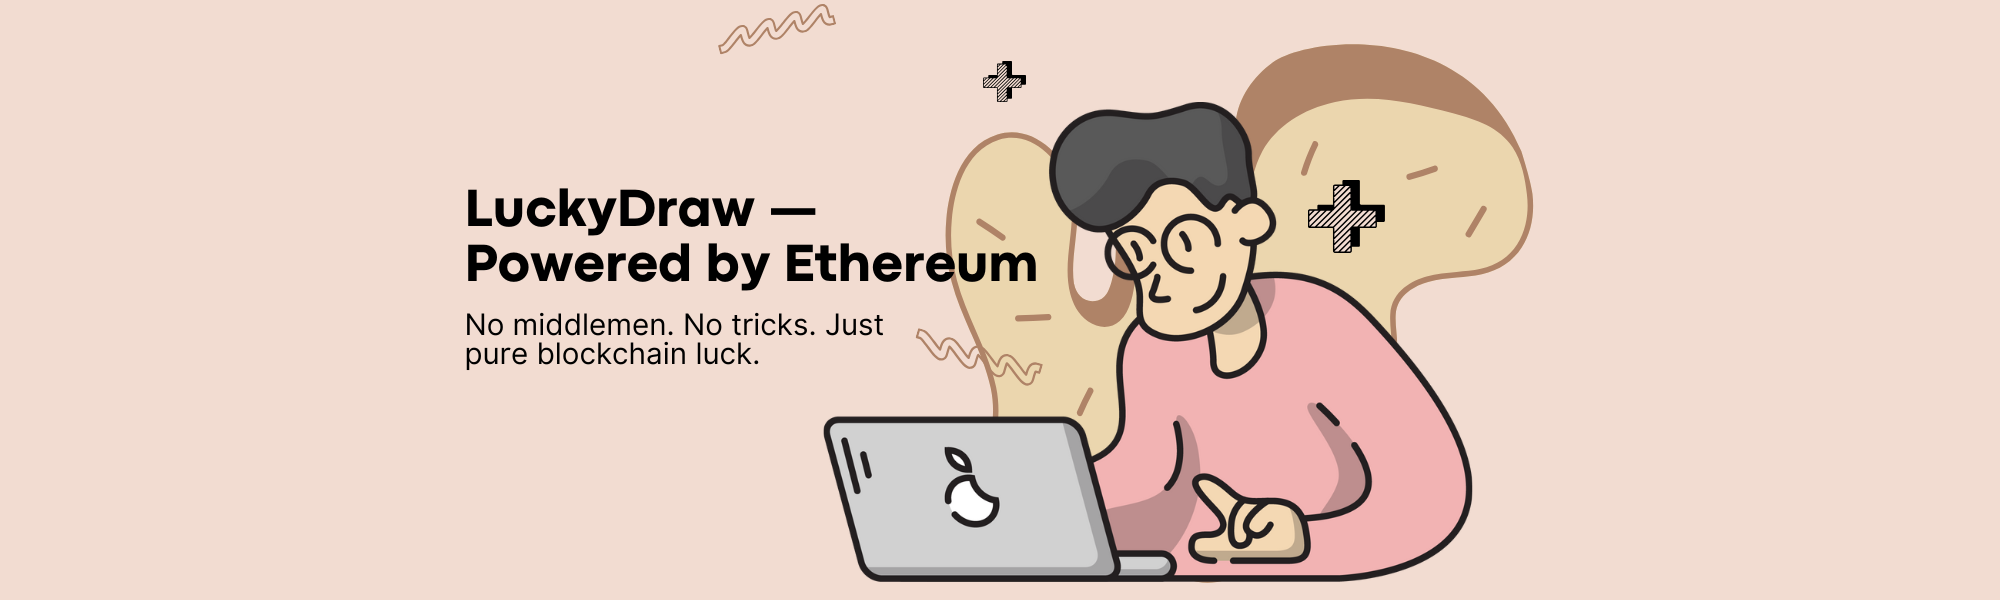 LuckyDraw —
Powered by Ethereum
No middlemen. No tricks. Just
pure blockchain luck.